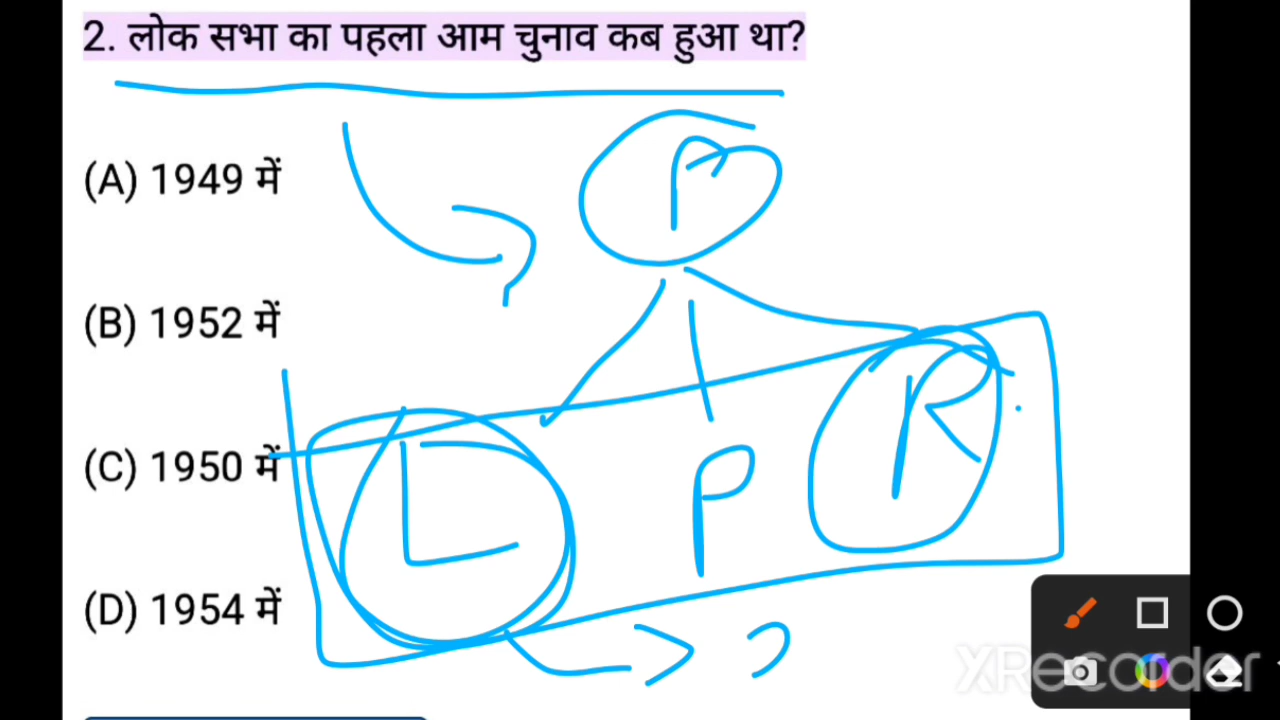 2. लोक सभा का पहला आम चुनाव कब हुआ था?
(A) 1949 में
(B) 1952 में
(C) 1950 में
(D) 1954 में
P
L P R
XRecorder